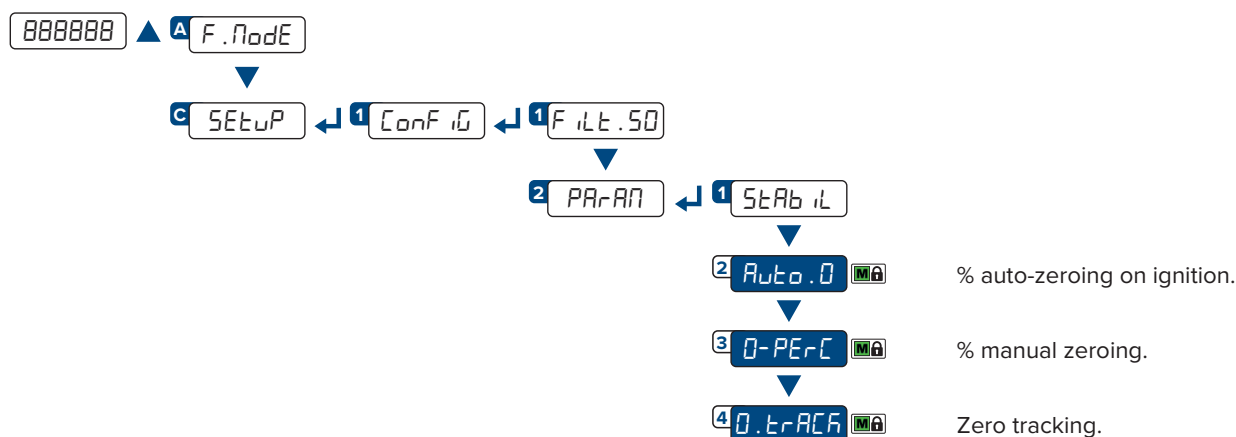 888888 A F.ModE
C SEtuP 1 ConFiG 1 FiLt.SO
2 PArAM 1 StAbiL
2 Auto.0 M % auto-zeroing on ignition.
3 0-PErC M % manual zeroing.
4 0.trACK M Zero tracking.